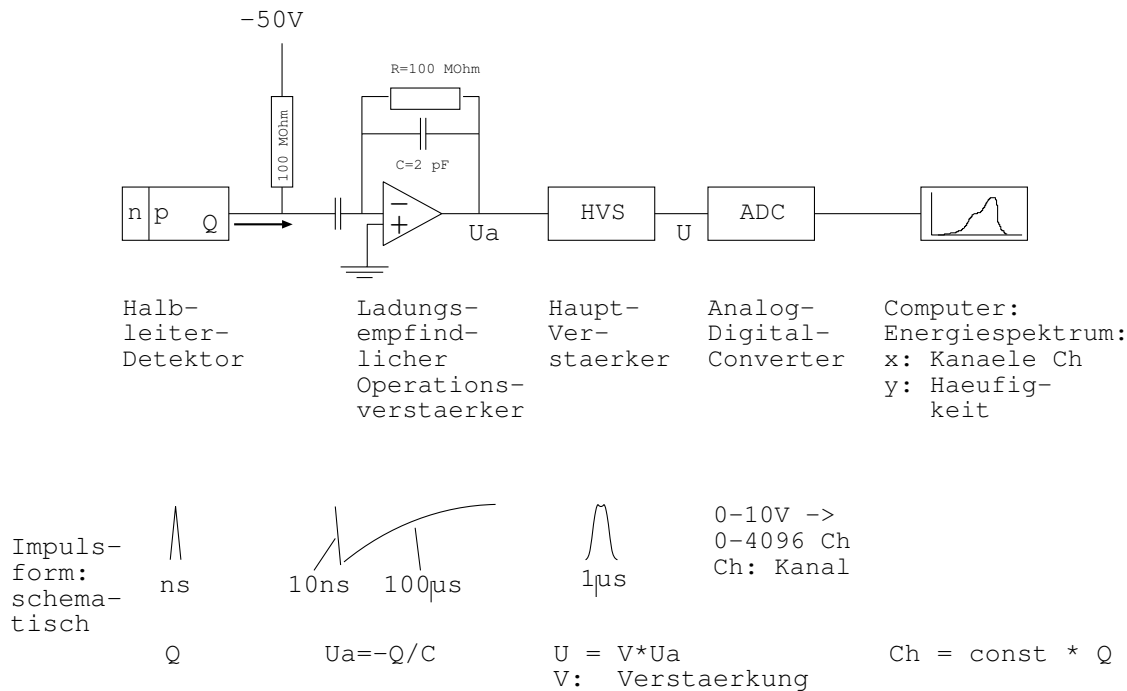 -50V
R=100 MOhm
100 MOhm
C=2 pF
n p Q
-
+
Ua
HVS
U
ADC
Halb-
leiter-
Detektor
Ladungs-
empfind-
licher
Operations-
verstaerker
Haupt-
Ver-
staerker
Analog-
Digital-
Converter
Computer:
Energiespektrum:
x: Kanaele Ch
y: Haeufig-
keit
Impuls-
form:
schema-
tisch
ns
10ns
100µs
1µs
0-10V ->
0-4096 Ch
Ch: Kanal
Q
Ua=-Q/C
U = V*Ua
V: Verstaerkung
Ch = const * Q